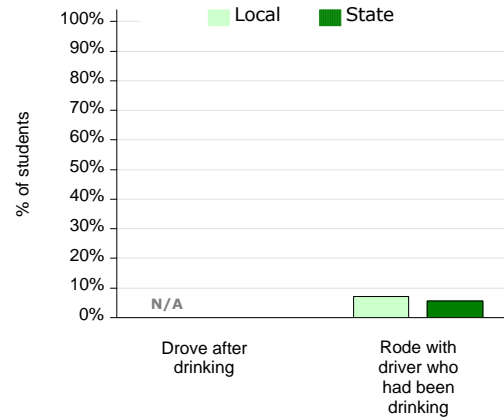 Local
State
100%
90%
80%
70%
60%
50%
40%
30%
20%
10%
0%
% of students
N/A
Drove after
drinking
Rode with
driver who
had been
drinking